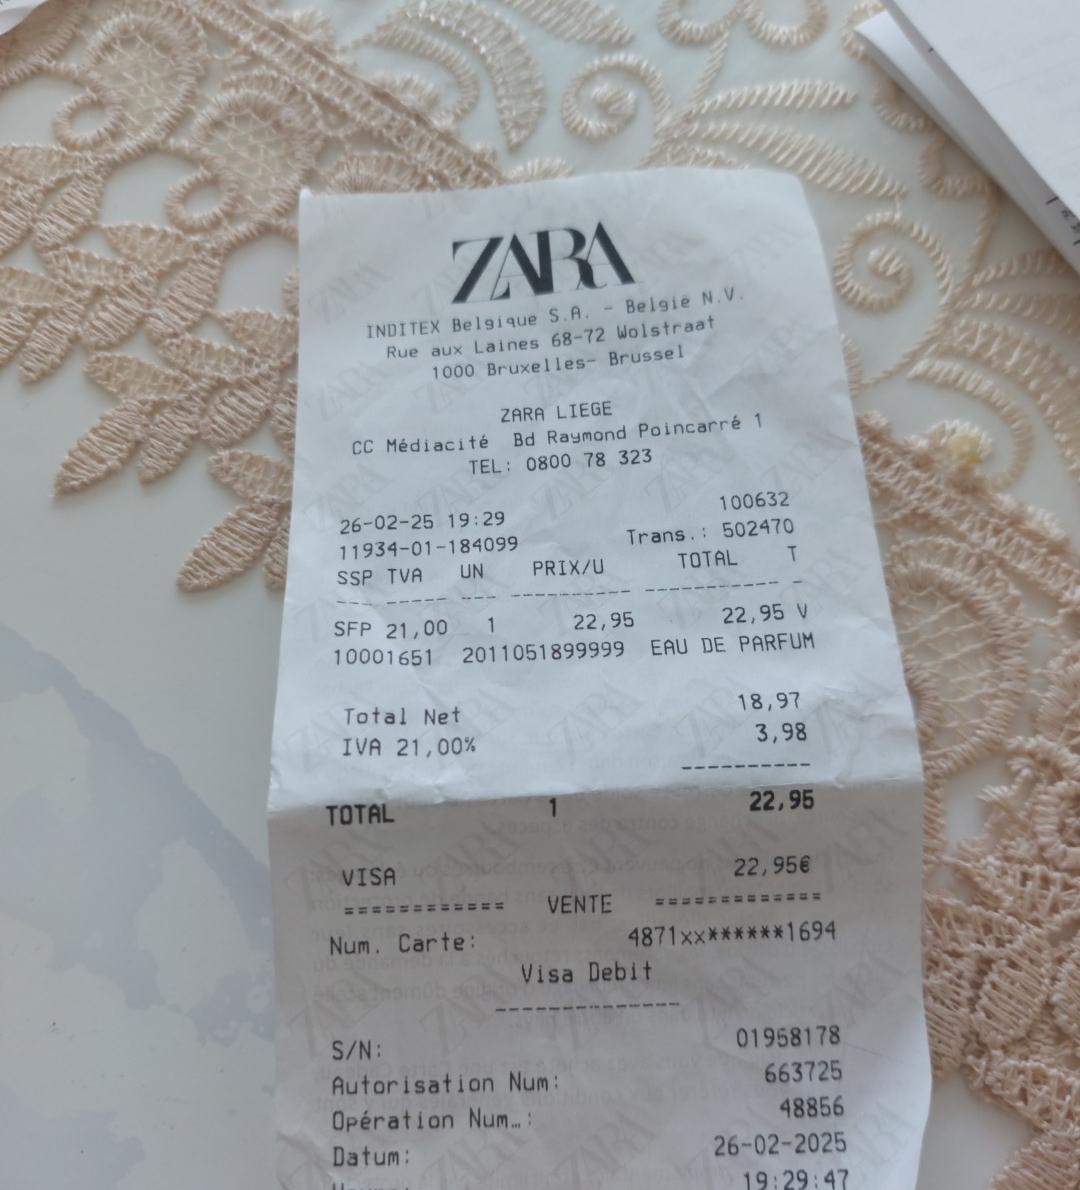 ZARA
INDITEX Belgique S.A. - België N.V.
Rue aux Laines 68-72 Wolstraat
1000 Bruxelles- Brussel
ZARA LIEGE
CC Médiacité Bd Raymond Poincarré 1
TEL: 0800 78 323
100632
26-02-25 19:29
Trans.: 502470
11934-01-184099
SSP TVA UN PRIX/U TOTAL T
---- ----- --- ---------- ----------- -
SFP 21,00 1 22,95 22,95 V
10001651 2011051899999 EAU DE PARFUM
Total Net 18,97
IVA 21,00% 3,98
----------
TOTAL 1 22,95
VISA 22,95€
============ VENTE =============
Num. Carte: 4871xx******1694
Visa Debit
--------------
S/N: 01958178
Autorisation Num: 663725
Opération Num…: 48856
Datum: 26-02-2025
19:29:47